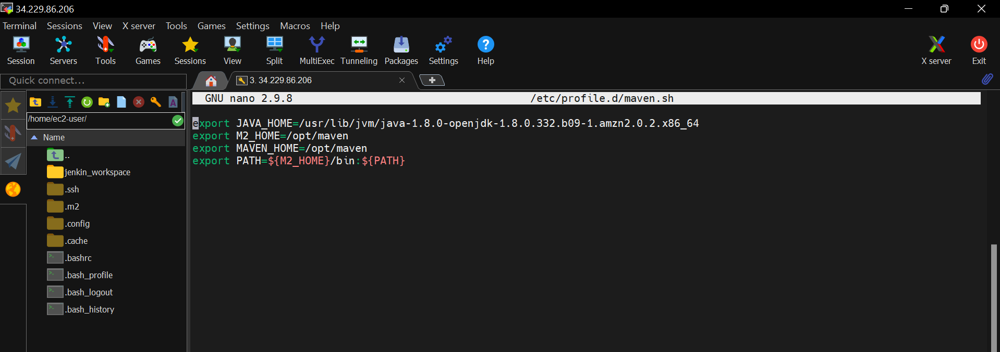 34.229.86.206
Terminal Sessions View X server Tools Games Settings Macros Help
Session Servers Tools Games Sessions View Split MultiExec Tunneling Packages Settings Help X server Exit
Quick connect...
3. 34.229.86.206
GNU nano 2.9.8 /etc/profile.d/maven.sh
/home/ec2-user/
Name
..
jenkin_workspace
.ssh
.m2
.config
.cache
.bashrc
.bash_profile
.bash_logout
.bash_history
export JAVA_HOME=/usr/lib/jvm/java-1.8.0-openjdk-1.8.0.332.b09-1.amzn2.0.2.x86_64
export M2_HOME=/opt/maven
export MAVEN_HOME=/opt/maven
export PATH=${M2_HOME}/bin:${PATH}